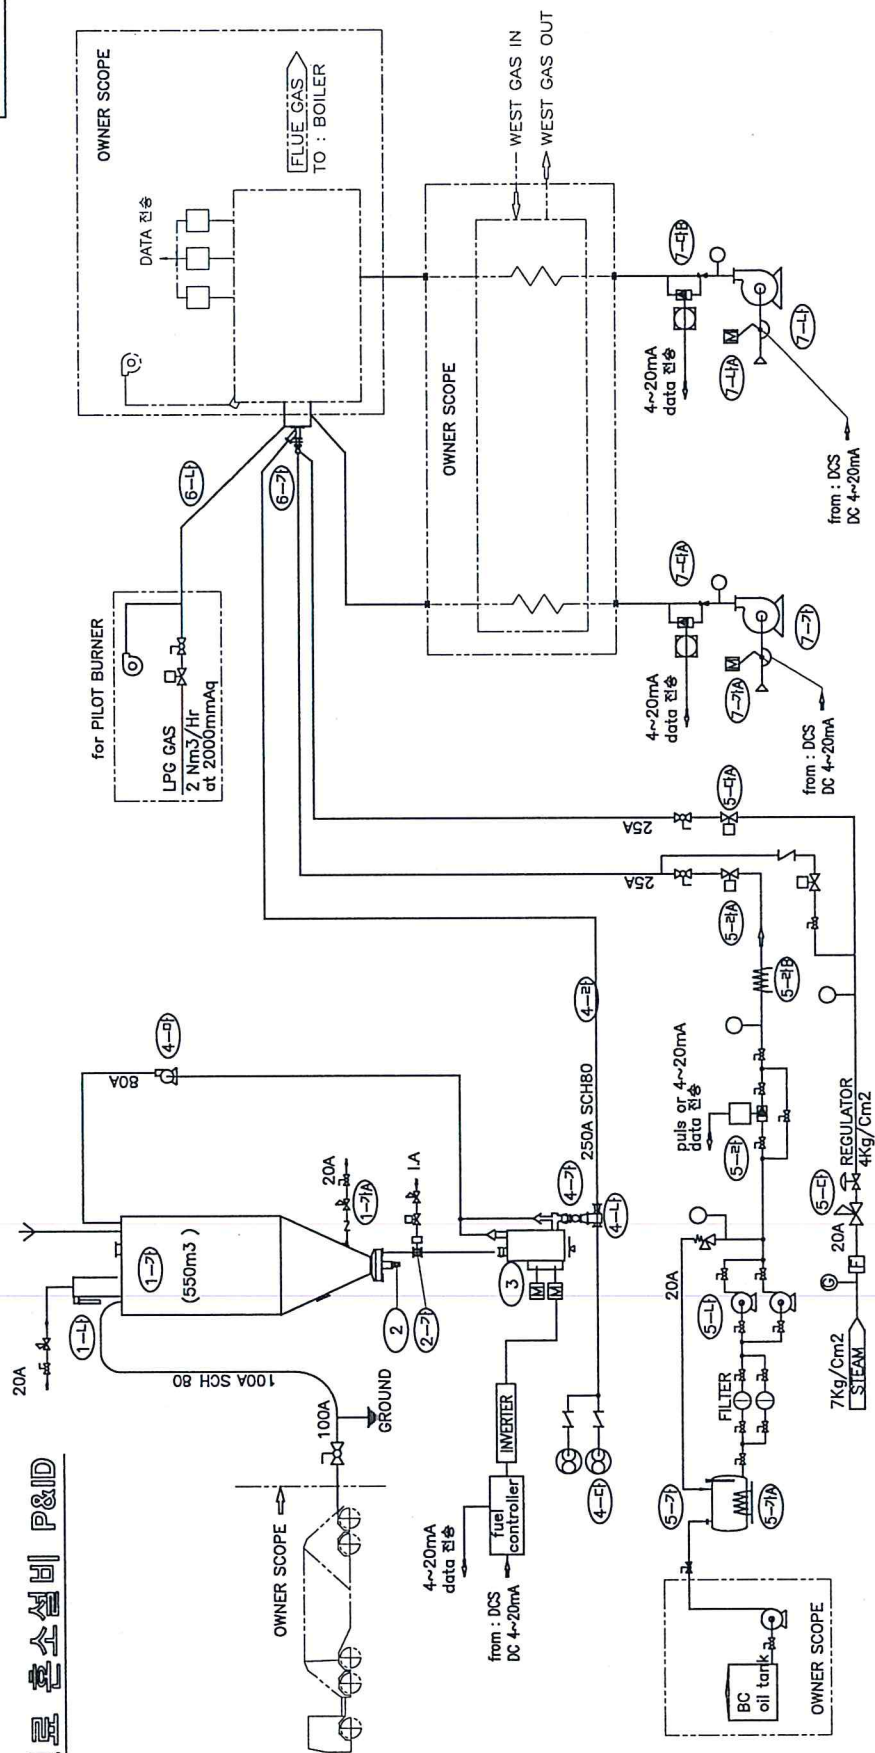 혼소설비 P&ID
OWNER SCOPE
FLUE GAS
TO : BOILER
DATA 전송
WEST GAS IN
WEST GAS OUT
OWNER SCOPE
for PILOT BURNER
LPG GAS
2 Nm3/Hr
at 2000mmAq
6-나
6-가
7-다B
7-나A
7-나
4~20mA
data 전송
from : DCS
DC 4~20mA
7-다A
7-가A
7-가
4~20mA
data 전송
from : DCS
DC 4~20mA
25A
5-다A
25A
5-라A
5-라B
20A
1-나
1-가
(550m3 )
80A
4-마
20A
1-가A
I.A
2
2-가
3
M
M
4-가
4-나
4-라
250A SCH80
4-다
100A SCH 80
100A
GROUND
OWNER SCOPE
INVERTER
fuel
controller
4~20mA
data 전송
from : DCS
DC 4~20mA
puls or 4~20mA
data 전송
5-라
REGULATOR
4Kg/Cm2
5-다
20A
F
G
7Kg/Cm2
STEAM
20A
5-나
FILTER
5-가
5-가A
BC
oil tank
OWNER SCOPE